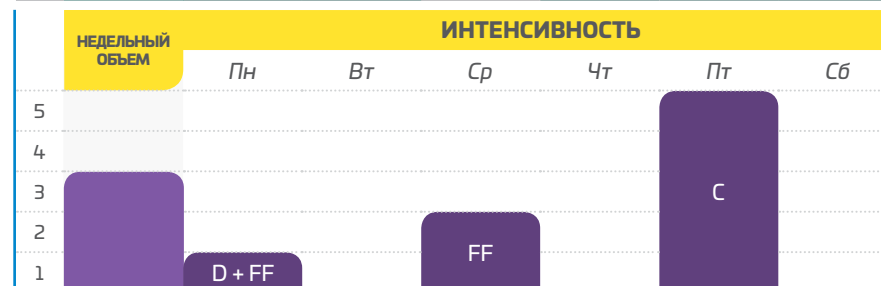 НЕДЕЛЬНЫЙ
ОБЪЕМ
ИНТЕНСИВНОСТЬ
Пн Вт Ср Чт Пт Сб
5
4
3 C
2 FF
1 D + FF